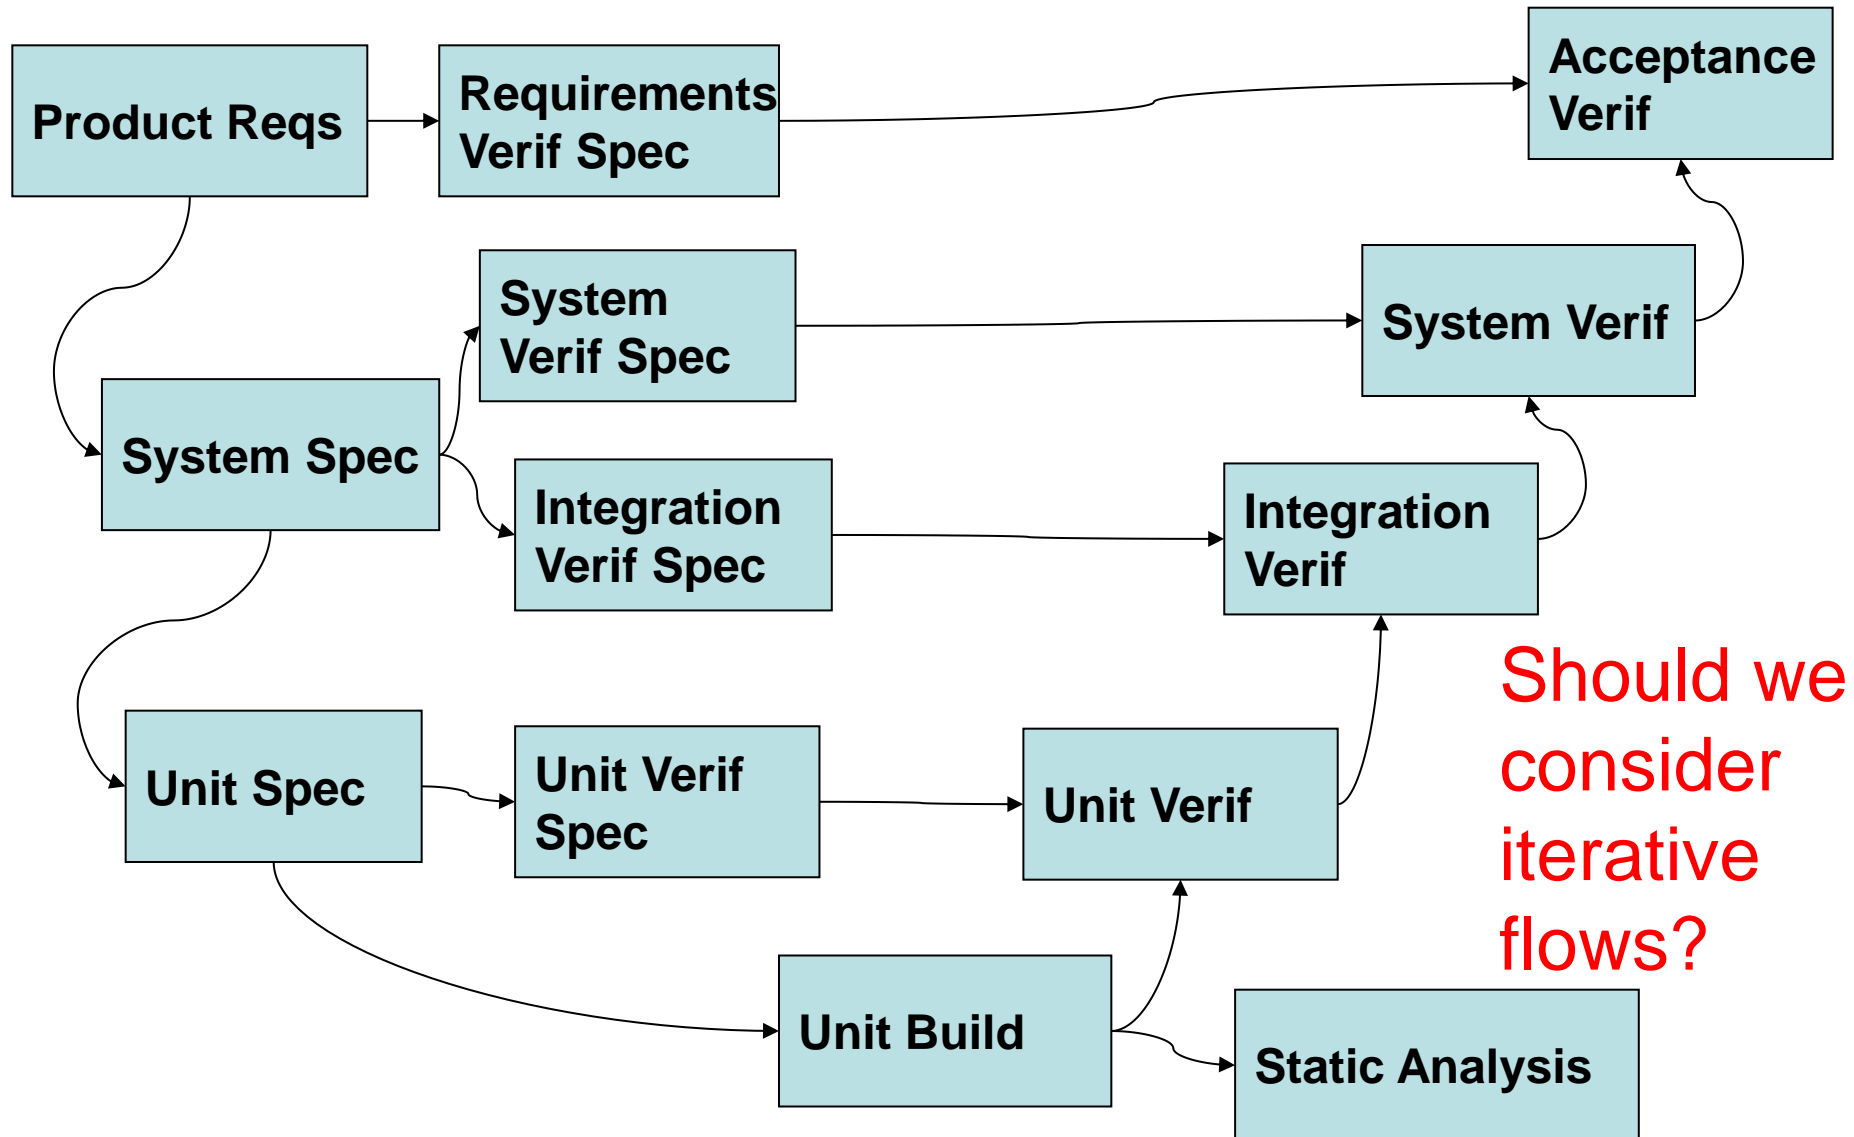 Product Reqs
Requirements
Verif Spec
Acceptance
Verif
System
Verif Spec
System Verif
System Spec
Integration
Verif Spec
Integration
Verif
Should we
consider
iterative
flows?
Unit Spec
Unit Verif
Spec
Unit Verif
Unit Build
Static Analysis